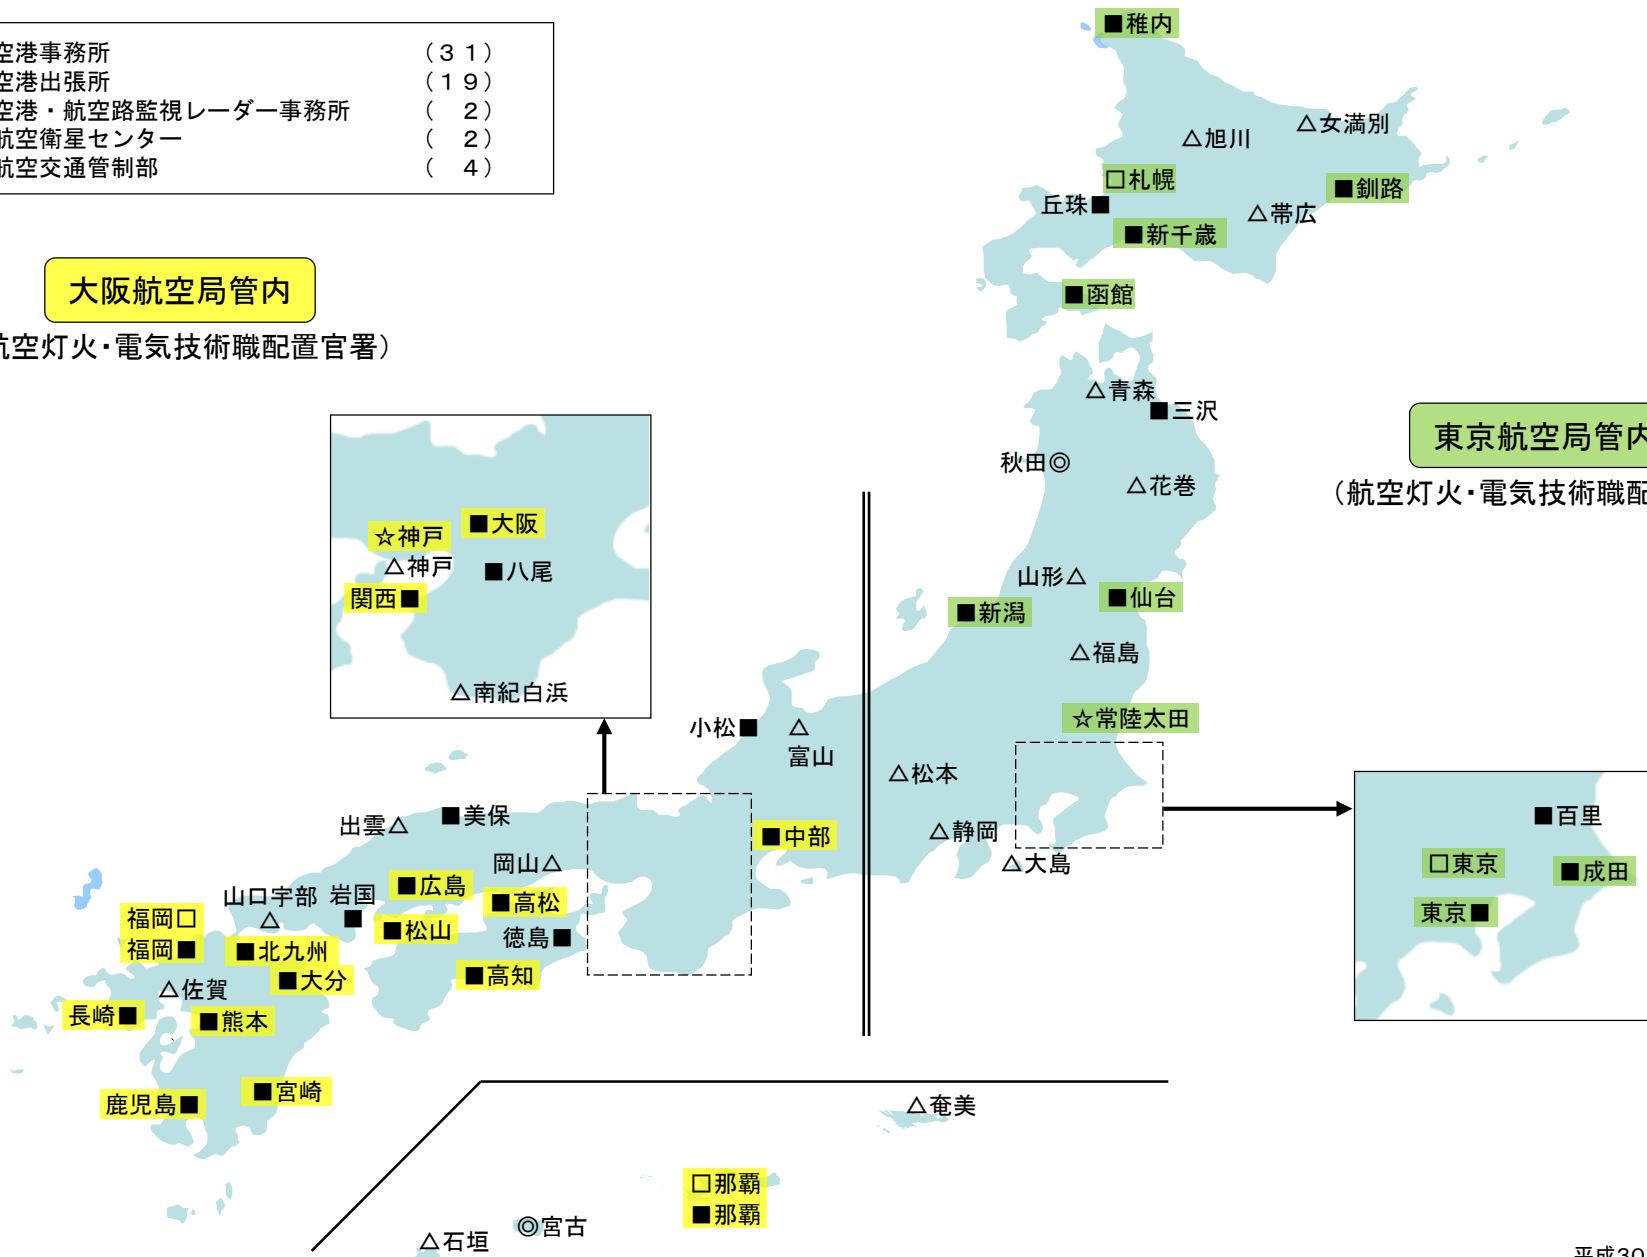 空港事務所 （３１）
空港出張所 （１９）
空港・航空路監視レーダー事務所 （ ２）
航空衛星センター （ ２）
航空交通管制部 （ ４）
大阪航空局管内
航空灯火・電気技術職配置官署）
東京航空局管内
（航空灯火・電気技術職配
■稚内
△女満別
△旭川
□札幌
■釧路
丘珠■
△帯広
■新千歳
■函館
△青森
■三沢
秋田◎
△花巻
山形△
■仙台
■新潟
△福島
☆常陸太田
△松本
△静岡
△大島
■百里
□東京
■成田
東京■
■大阪
☆神戸
△神戸
■八尾
関西■
△南紀白浜
小松■
△
富山
■中部
■美保
出雲△
岡山△
■広島
■高松
山口宇部
△
岩国
■
■松山
徳島■
■高知
福岡□
福岡■
■北九州
■大分
△佐賀
長崎■
■熊本
■宮崎
鹿児島■
△奄美
□那覇
■那覇
◎宮古
△石垣
平成30